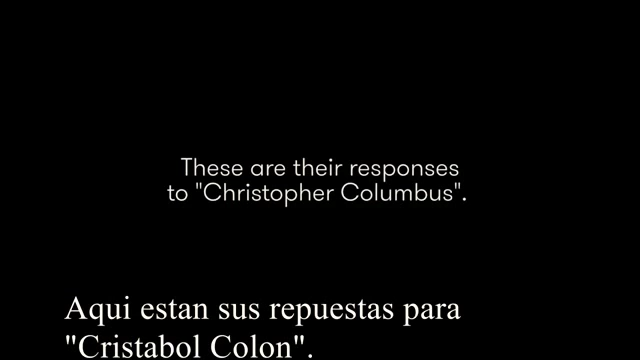 These are their responses
to "Christopher Columbus".
Aqui estan sus repuestas para
"Cristabol Colon".